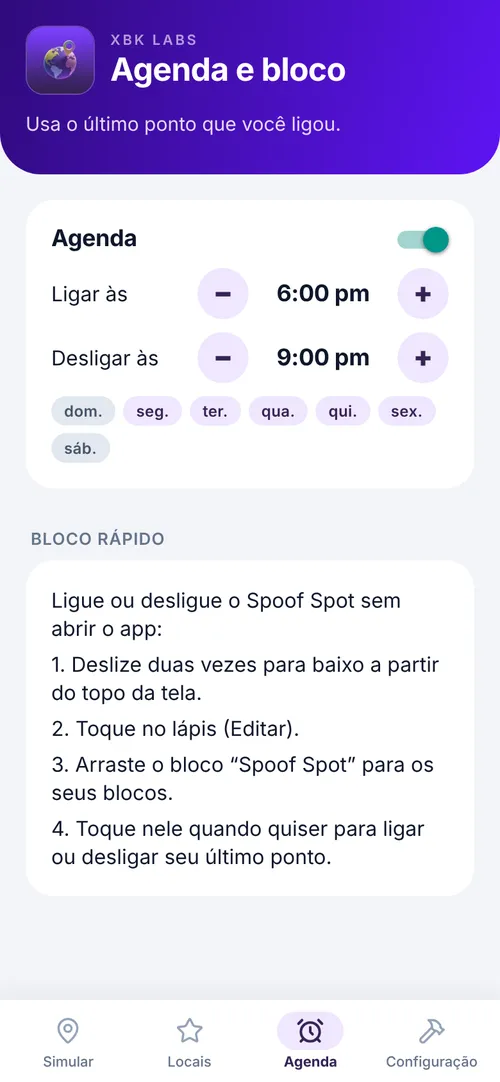 XBK LABS
Agenda e bloco
Usa o último ponto que você ligou.
Agenda
Ligar às − 6:00 pm +
Desligar às − 9:00 pm +
dom. seg. ter. qua. qui. sex.
sáb.
BLOCO RÁPIDO
Ligue ou desligue o Spoof Spot sem
abrir o app:
1. Deslize duas vezes para baixo a partir
do topo da tela.
2. Toque no lápis (Editar).
3. Arraste o bloco “Spoof Spot” para os
seus blocos.
4. Toque nele quando quiser para ligar
ou desligar seu último ponto.
Simular Locais Agenda Configuração